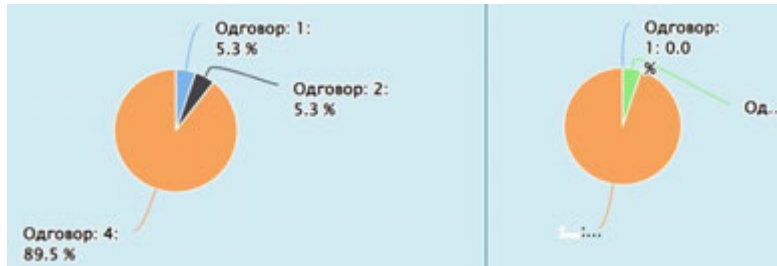 Одговор: 1:
5.3 %
Одговор: 2:
5.3 %
Одговор: 4:
89.5 %
Одговор:
1: 0.0
%
Од...